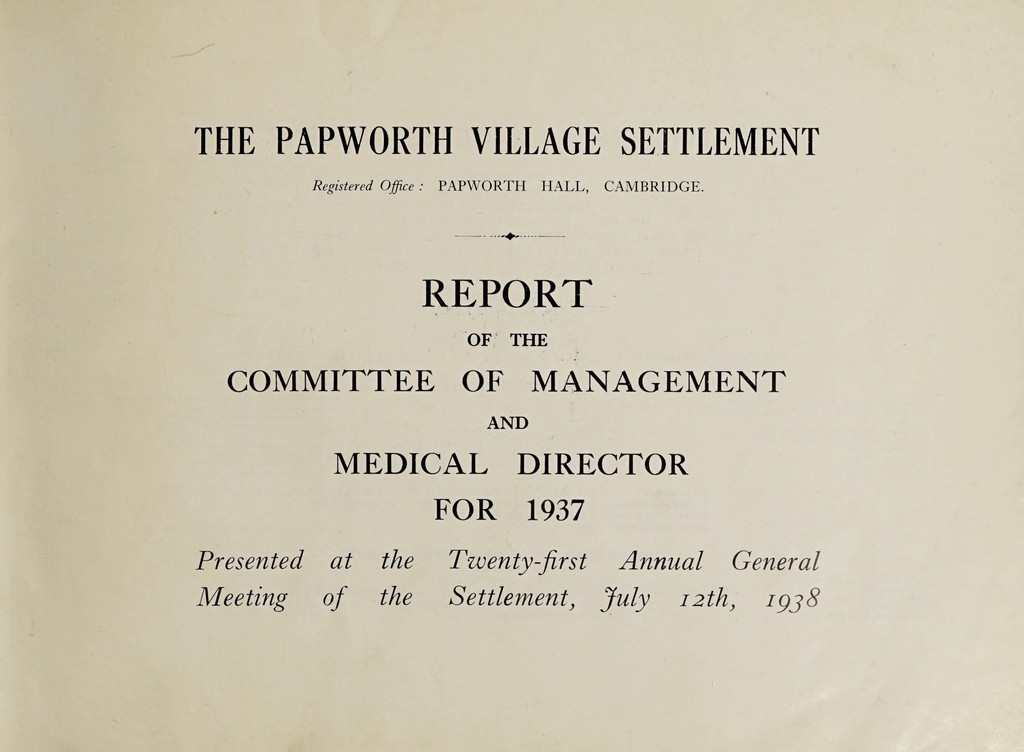 THE PAPWORTH VILLAGE SETTLEMENT
Registered Office : PAPWORTH HALL, CAMBRIDGE.
REPORT
OF THE
COMMITTEE OF MANAGEMENT
AND
MEDICAL DIRECTOR
FOR 1937
Presented at the Twenty-first Annual General
Meeting of the Settlement, July 12th, 1938